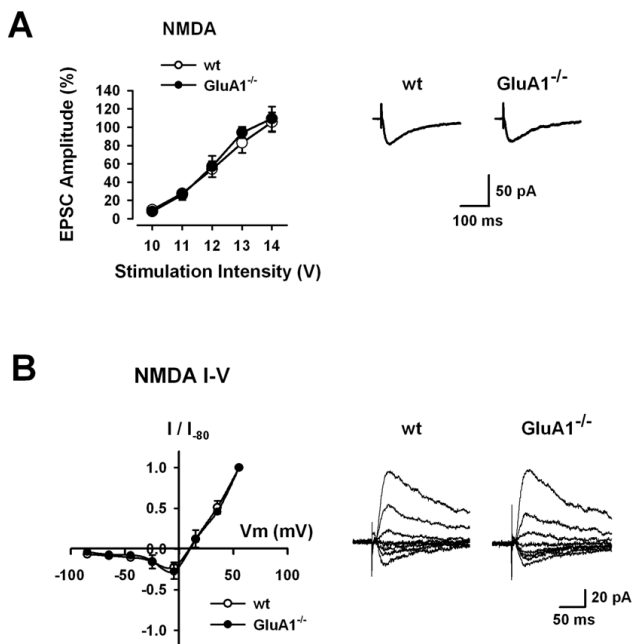 A
NMDA
wt
GluA1-/-
EPSC Amplitude (%)
140
120
100
80
60
40
20
0
10 11 12 13 14
Stimulation Intensity (V)
wt GluA1-/-
50 pA
100 ms
B
NMDA I-V
I / I-80
1.0
0.5
0.0
-0.5
-1.0
Vm (mV)
-100 -50 0 50 100
wt
GluA1-/-
wt GluA1-/-
20 pA
50 ms